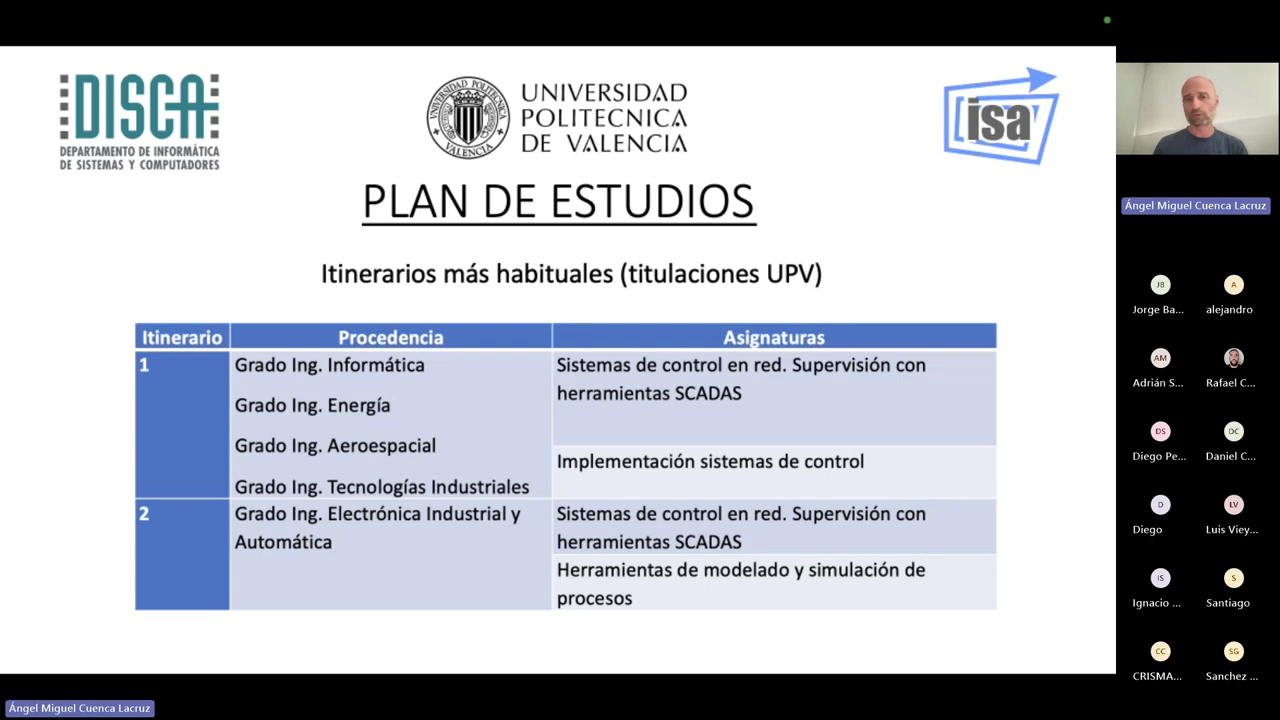 DISCA
DEPARTAMENTO DE INFORMÁTICA
DE SISTEMAS Y COMPUTADORES
UNIVERSIDAD
POLITECNICA
DE VALENCIA
isa
PLAN DE ESTUDIOS
Itinerarios más habituales (titulaciones UPV)
Itinerario Procedencia Asignaturas
1
Grado Ing. Informática
Grado Ing. Energía
Grado Ing. Aeroespacial
Grado Ing. Tecnologías Industriales
Sistemas de control en red. Supervisión con
herramientas SCADAS
Implementación sistemas de control
2
Grado Ing. Electrónica Industrial y
Automática
Sistemas de control en red. Supervisión con
herramientas SCADAS
Herramientas de modelado y simulación de
procesos
Ángel Miguel Cuenca Lacruz
JB A
Jorge Ba... alejandro
AM
Adrián S... Rafael C...
DS DC
Diego Pe... Daniel C...
D LV
Diego Luis Viey...
IS S
Ignacio ... Santiago
CC SG
CRISMA... Sanchez ...
Ángel Miguel Cuenca Lacruz